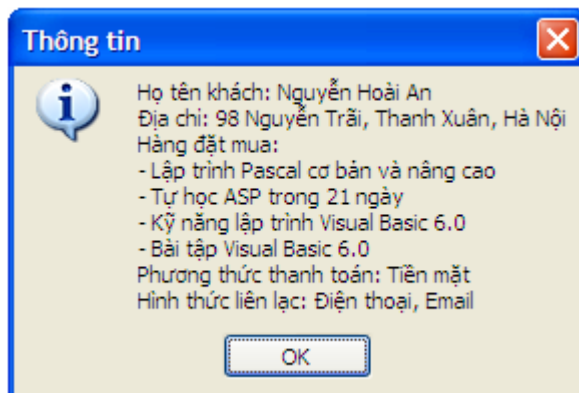 Thông tin
Họ tên khách: Nguyễn Hoài An
Địa chỉ: 98 Nguyễn Trãi, Thanh Xuân, Hà Nội
Hàng đặt mua:
- Lập trình Pascal cơ bản và nâng cao
- Tự học ASP trong 21 ngày
- Kỹ năng lập trình Visual Basic 6.0
- Bài tập Visual Basic 6.0
Phương thức thanh toán: Tiền mặt
Hình thức liên lạc: Điện thoại, Email
OK